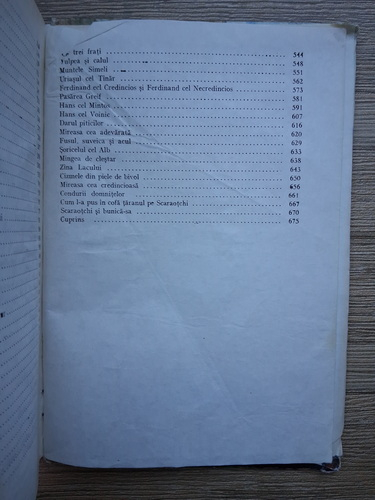 trei frați 544
Vulpea și calul 548
Muntele Simeli 551
Uriașul cel Tînăr 562
Ferdinand cel Credincios și Ferdinand cel Necredincios 573
Pasărea Greif 581
Hans cel Mintos 591
Hans cel Voinic 607
Darul piticilor 616
Mireasa cea adevărată 620
Fusul, suveica și acul 629
Șoricelul cel Alb 633
Mingea de cleștar 638
Zîna Lacului 643
Cizmele din piele de bivol 650
Mireasa cea credincioasă 656
Cenușii domnițelor 661
Cum l-a pus în cofă țăranul pe Scaraoțchi 667
Scaraoțchi și bunică-sa 670
Cuprins 675